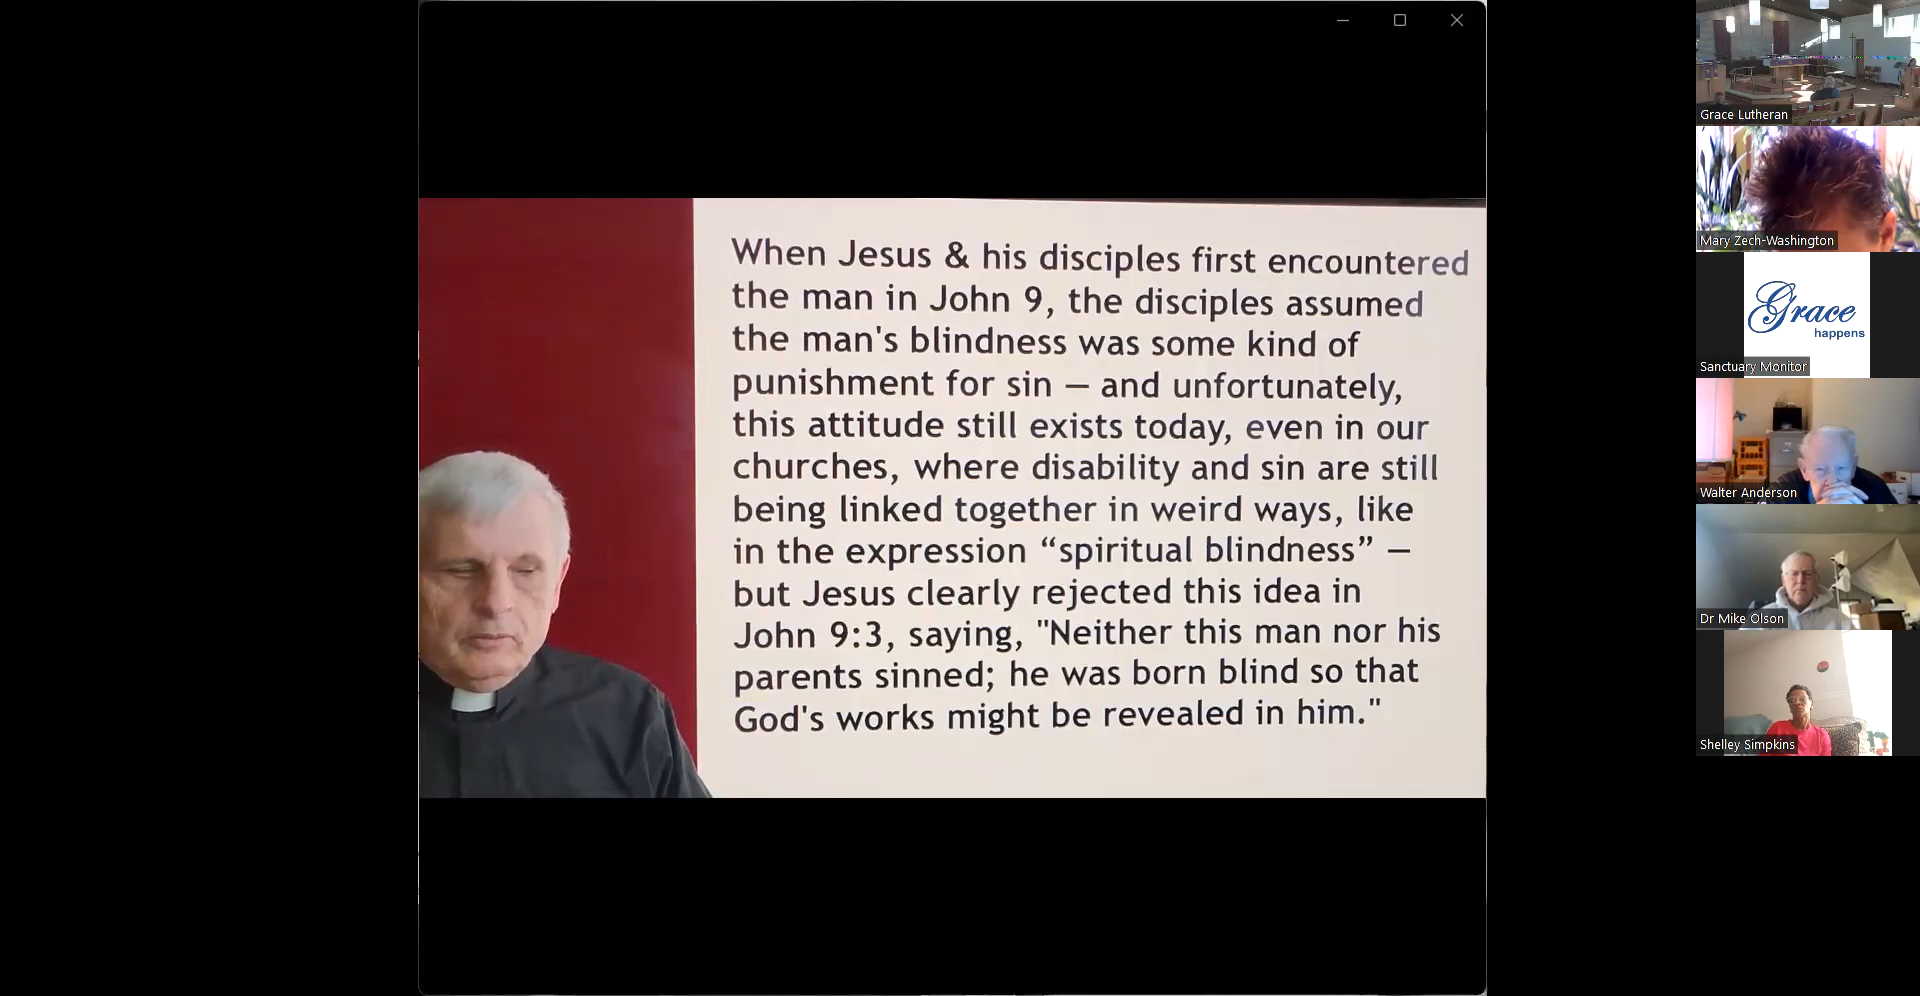 When Jesus & his disciples first encountered
the man in John 9, the disciples assumed
the man's blindness was some kind of
punishment for sin — and unfortunately,
this attitude still exists today, even in our
churches, where disability and sin are still
being linked together in weird ways, like
in the expression “spiritual blindness” —
but Jesus clearly rejected this idea in
John 9:3, saying, "Neither this man nor his
parents sinned; he was born blind so that
God's works might be revealed in him."
Grace Lutheran
Mary Zech-Washington
Grace
happens
Sanctuary Monitor
Walter Anderson
Dr Mike Olson
Shelley Simpkins